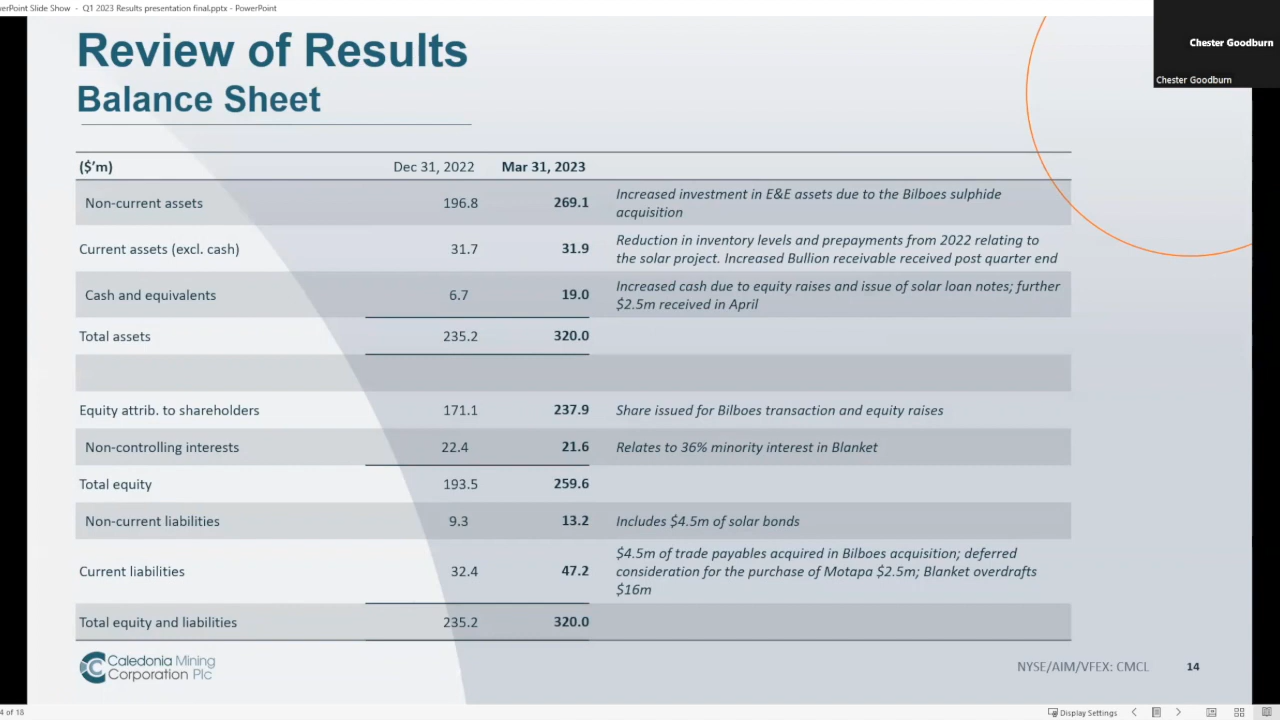 erPoint Slide Show - Q1 2023 Results presentation final.pptx - PowerPoint
Chester Goodburn
Chester Goodburn
Review of Results
Balance Sheet
($'m) Dec 31, 2022 Mar 31, 2023
Non-current assets 196.8 269.1 Increased investment in E&E assets due to the Bilboes sulphide
acquisition
Current assets (excl. cash) 31.7 31.9 Reduction in inventory levels and prepayments from 2022 relating to
the solar project. Increased Bullion receivable received post quarter end
Cash and equivalents 6.7 19.0 Increased cash due to equity raises and issue of solar loan notes; further
$2.5m received in April
Total assets 235.2 320.0
Equity attrib. to shareholders 171.1 237.9 Share issued for Bilboes transaction and equity raises
Non-controlling interests 22.4 21.6 Relates to 36% minority interest in Blanket
Total equity 193.5 259.6
Non-current liabilities 9.3 13.2 Includes $4.5m of solar bonds
Current liabilities 32.4 47.2 $4.5m of trade payables acquired in Bilboes acquisition; deferred
consideration for the purchase of Motapa $2.5m; Blanket overdrafts
$16m
Total equity and liabilities 235.2 320.0
Caledonia Mining
Corporation Plc
NYSE/AIM/VFEX: CMCL 14
4 of 18
Display Settings